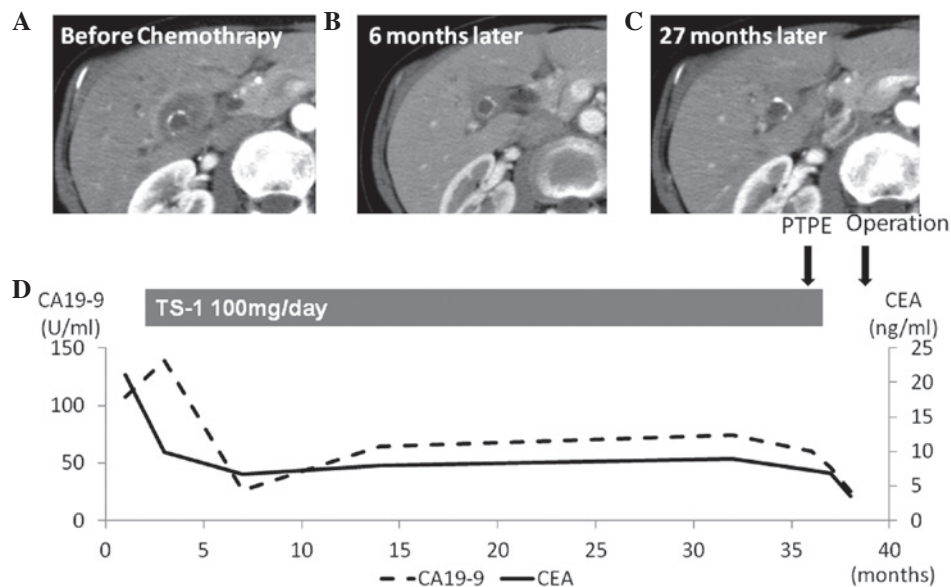 A
Before Chemothrapy
B
6 months later
C
27 months later
PTPE
Operation
D
CA19-9
(U/ml)
TS-1 100mg/day
CEA
(ng/ml)
150
100
50
0
25
20
15
10
5
0
0 5 10 15 20 25 30 35 40
(months)
CA19-9 CEA